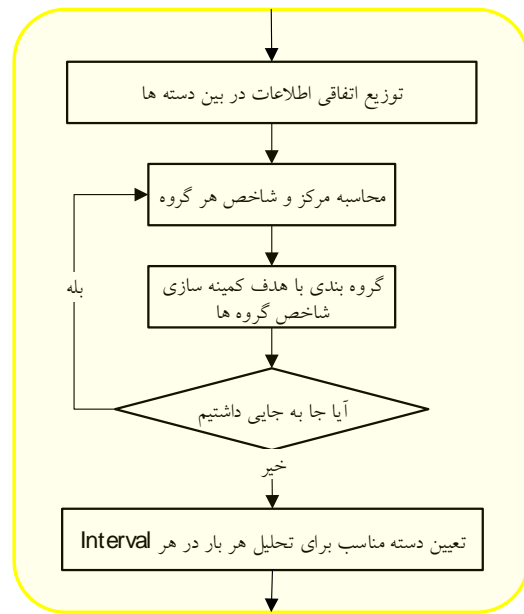 توزیع اتفاقی اطلاعات در بین دسته ها
محاسبه مرکز و شاخص هر گروه
گروه بندی با هدف کمینه سازی
شاخص گروه ها
بله
آیا جا به جایی داشتیم
خیر
تعیین دسته مناسب برای تحلیل هر بار در هر Interval